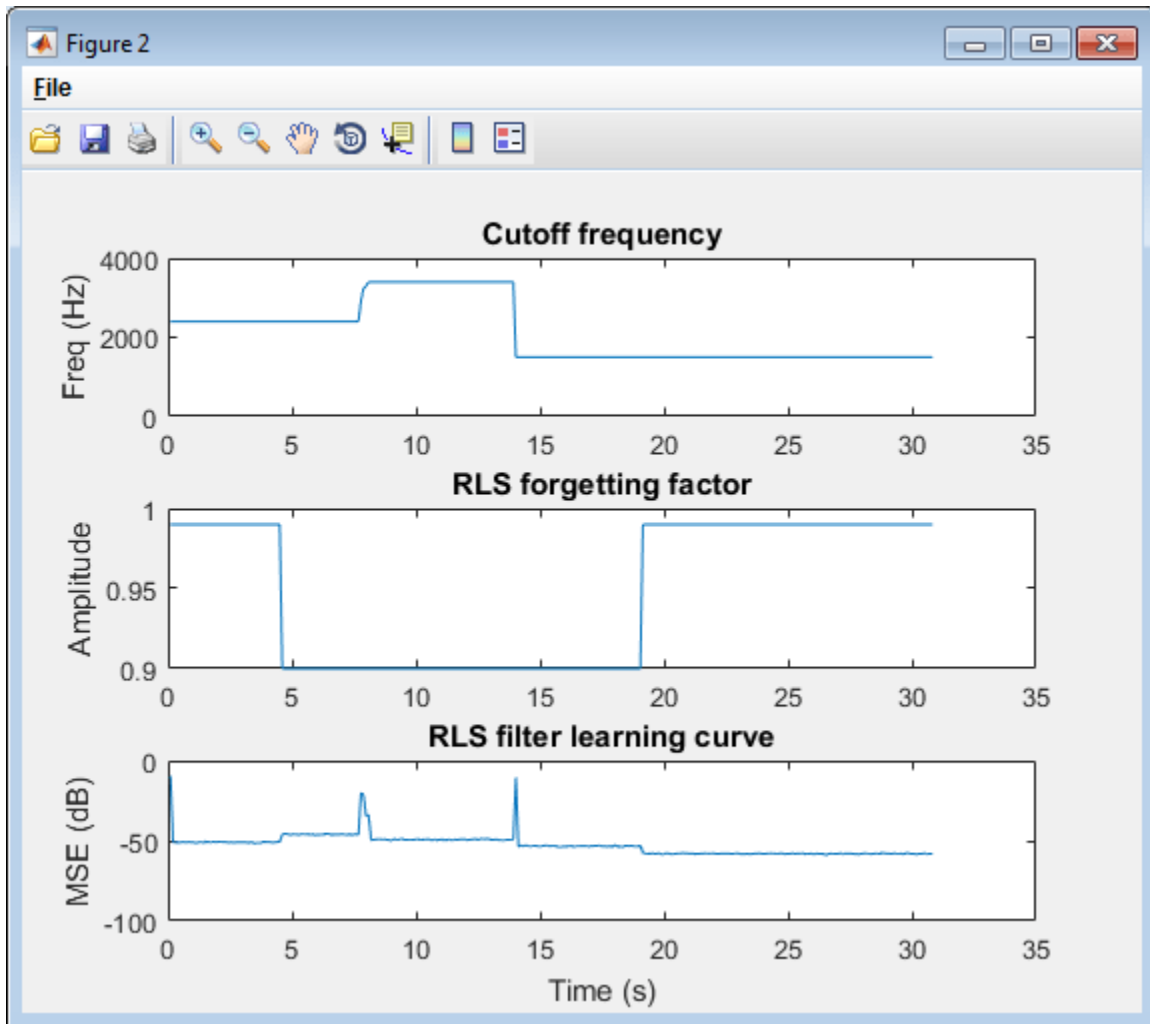 Figure 2
File
Cutoff frequency
Freq (Hz)
4000
2000
0
0 5 10 15 20 25 30 35
RLS forgetting factor
Amplitude
1
0.95
0.9
0 5 10 15 20 25 30 35
RLS filter learning curve
MSE (dB)
0
-50
-100
0 5 10 15 20 25 30 35
Time (s)